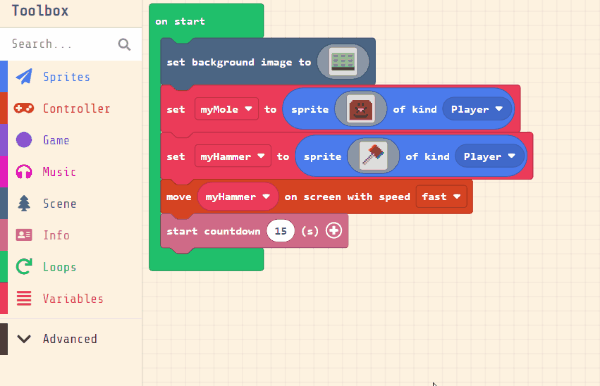 Toolbox
Search...
Sprites
Controller
Game
Music
Scene
Info
Loops
Variables
Advanced
on start
set background image to
set myMole to sprite of kind Player
set myHammer to sprite of kind Player
move myHammer on screen with speed fast
start countdown 15 (s)